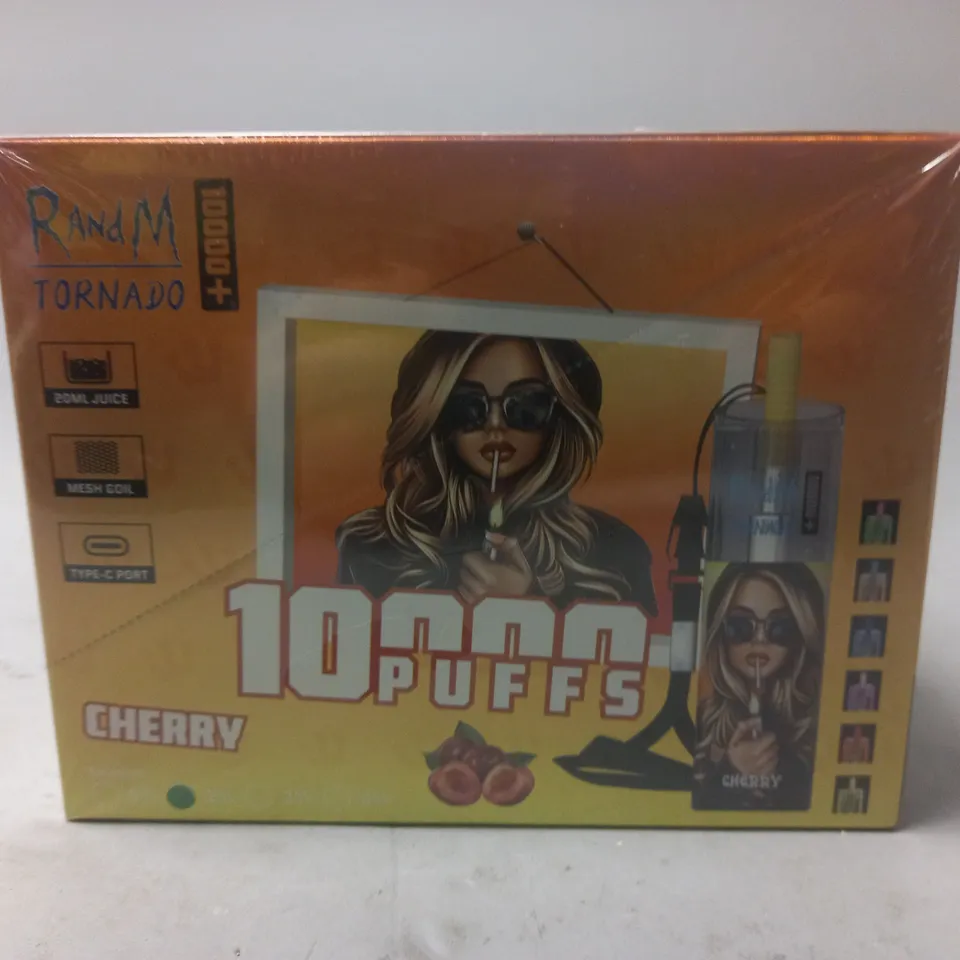 RandM
TORNADO
10000+
20ML JUICE
MESH COIL
TYPE-C PORT
10000+
PUFFS
CHERRY
CHERRY